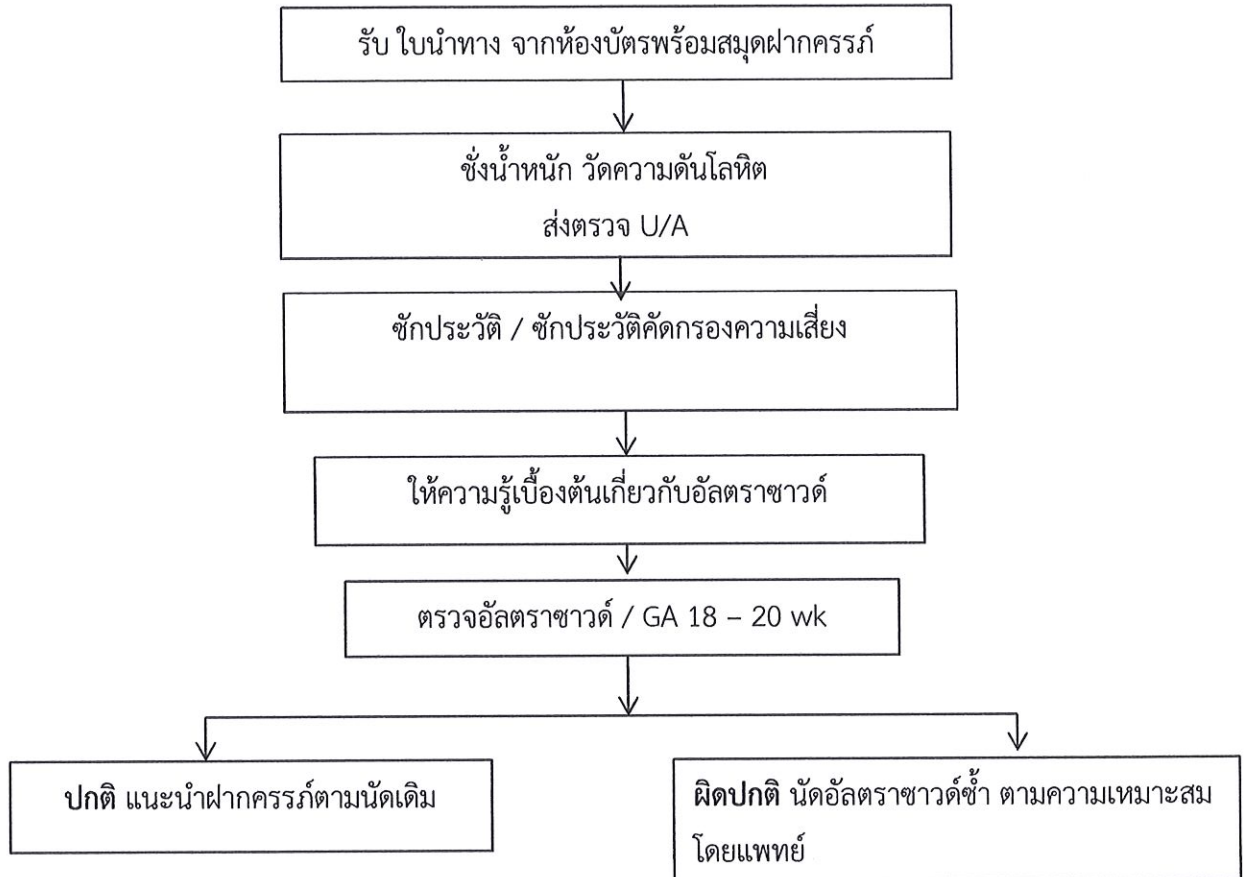 รับ ใบนำทาง จากห้องบัตรพร้อมสมุดฝากครรภ์
ชั่งน้ำหนัก วัดความดันโลหิต
ส่งตรวจ U/A
ซักประวัติ / ซักประวัติคัดกรองความเสี่ยง
ให้ความรู้เบื้องต้นเกี่ยวกับอัลตราซาวด์
ตรวจอัลตราซาวด์ / GA 18 – 20 wk
ปกติ แนะนำฝากครรภ์ตามนัดเดิม
ผิดปกติ นัดอัลตราซาวด์ซ้ำ ตามความเหมาะสม
โดยแพทย์